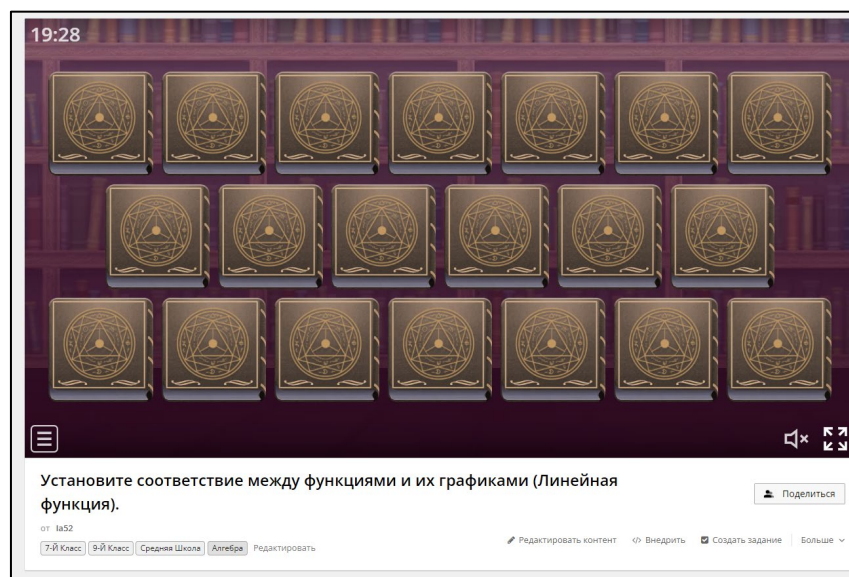 19:28
Установите соответствие между функциями и их графиками (Линейная
функция).
Поделиться
от la52
7-Й Класс 9-Й Класс Средняя Школа Алгебра Редактировать
Редактировать контент Внедрить Создать задание Больше